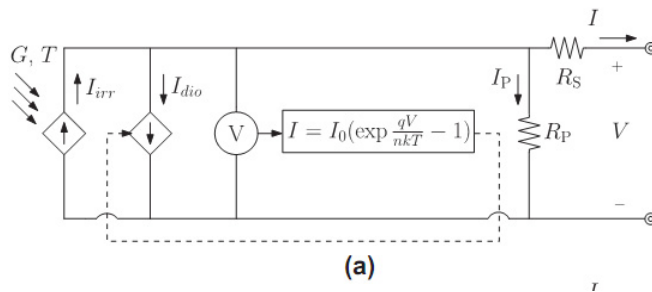 I
G, T
I_irr
I_dio
I_P
R_S
+
V
I = I_0(exp qV/nkT − 1)
R_P
V
−
(a)
I